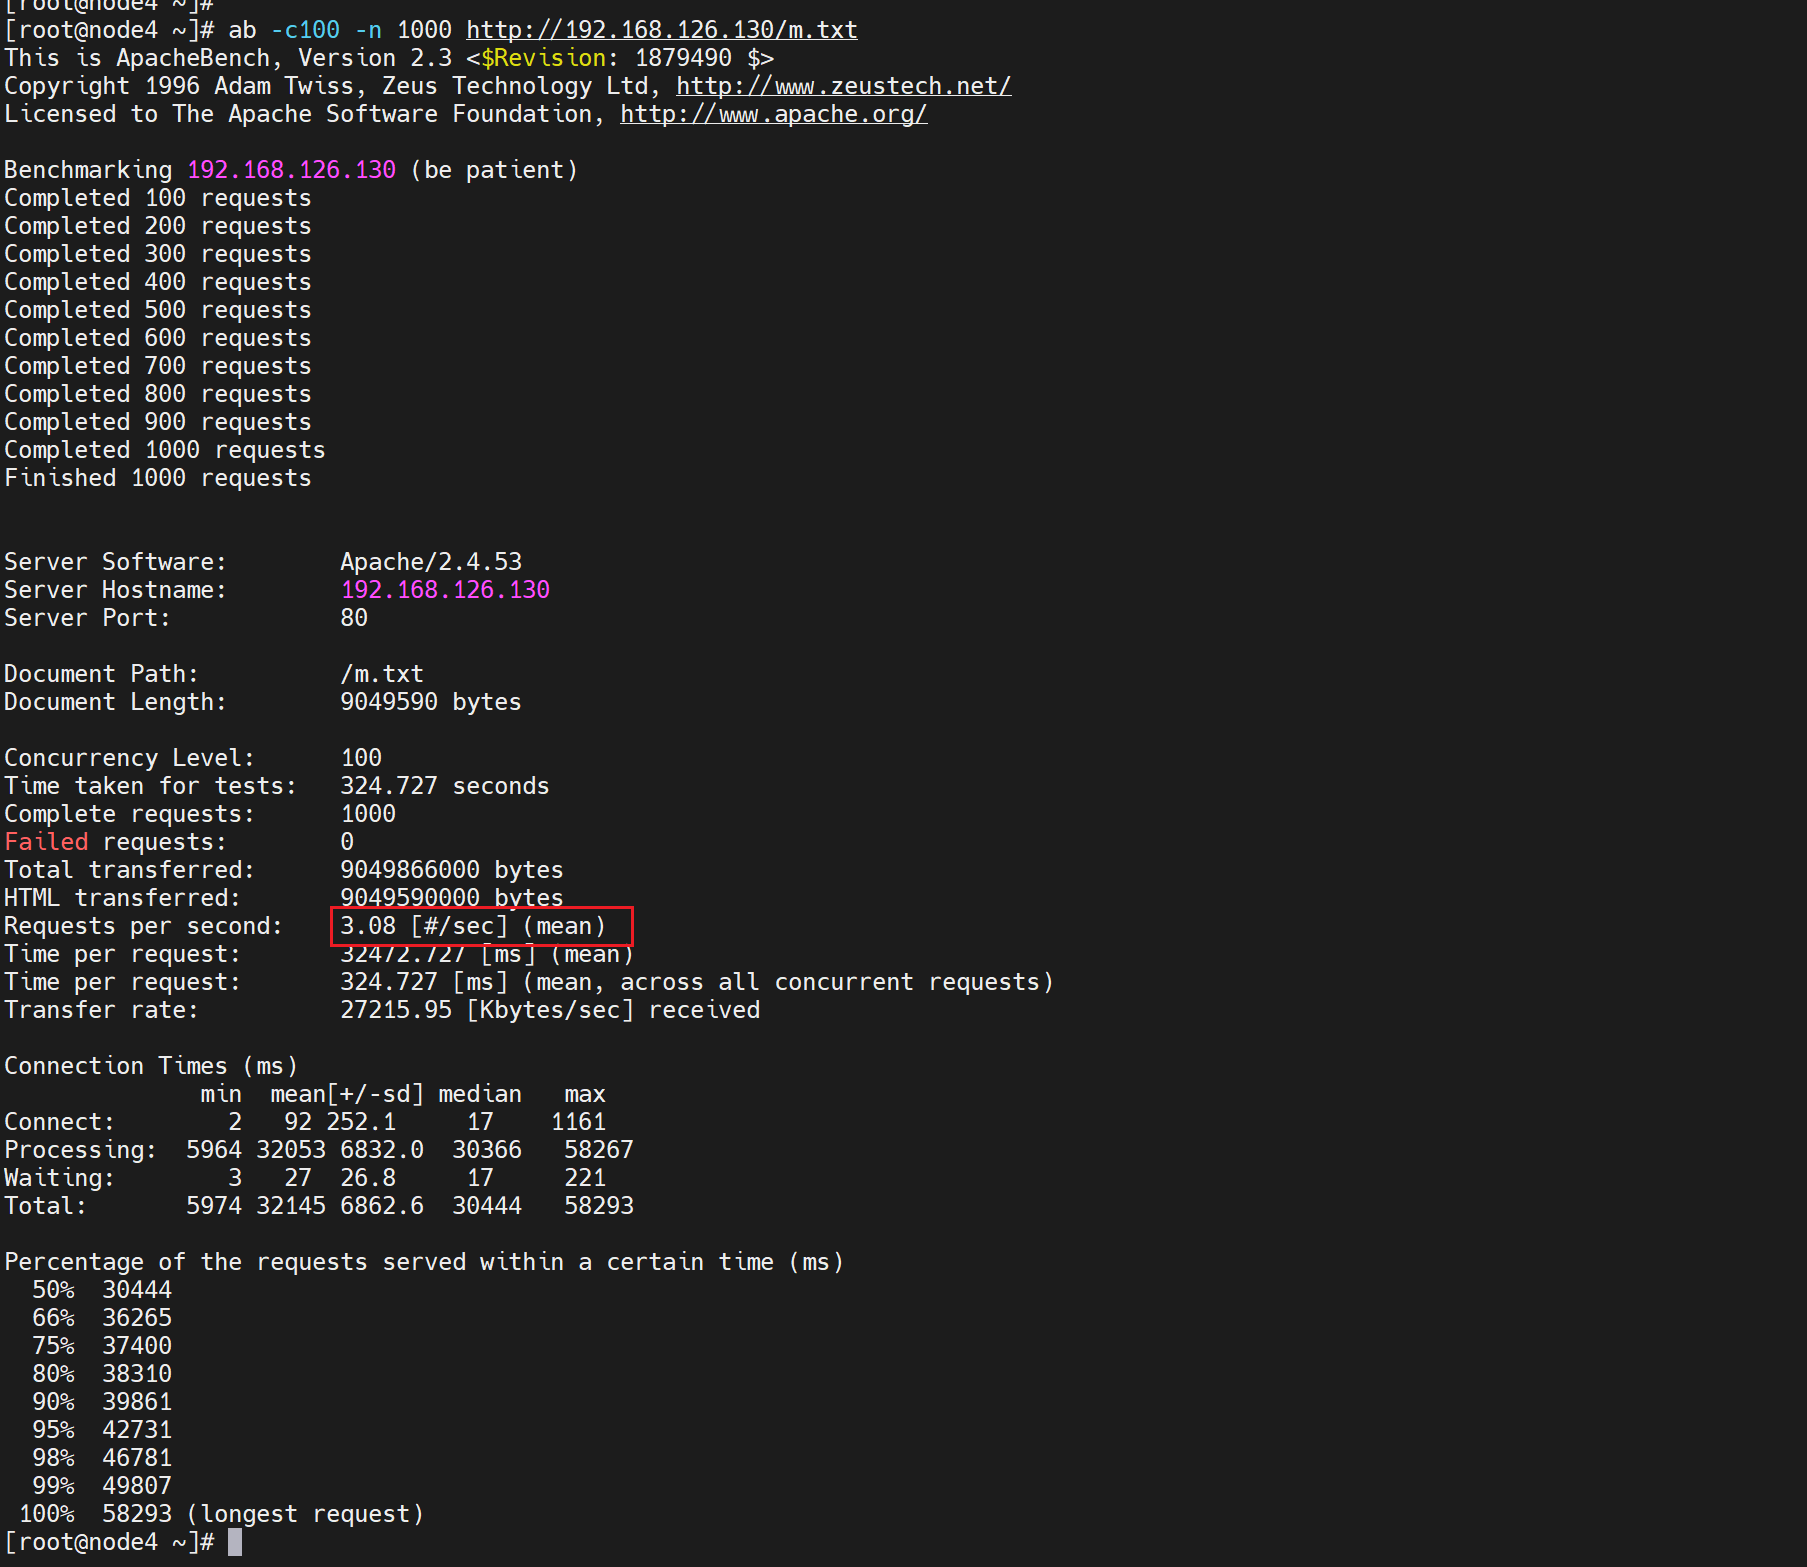 [root@node4 ~]#
[root@node4 ~]# ab -c100 -n 1000 http://192.168.126.130/m.txt
This is ApacheBench, Version 2.3 <$Revision: 1879490 $>
Copyright 1996 Adam Twiss, Zeus Technology Ltd, http://www.zeustech.net/
Licensed to The Apache Software Foundation, http://www.apache.org/

Benchmarking 192.168.126.130 (be patient)
Completed 100 requests
Completed 200 requests
Completed 300 requests
Completed 400 requests
Completed 500 requests
Completed 600 requests
Completed 700 requests
Completed 800 requests
Completed 900 requests
Completed 1000 requests
Finished 1000 requests


Server Software:        Apache/2.4.53
Server Hostname:        192.168.126.130
Server Port:            80

Document Path:          /m.txt
Document Length:        9049590 bytes

Concurrency Level:      100
Time taken for tests:   324.727 seconds
Complete requests:      1000
Failed requests:        0
Total transferred:      9049866000 bytes
HTML transferred:       9049590000 bytes
Requests per second:    3.08 [#/sec] (mean)
Time per request:       32472.727 [ms] (mean)
Time per request:       324.727 [ms] (mean, across all concurrent requests)
Transfer rate:          27215.95 [Kbytes/sec] received

Connection Times (ms)
              min  mean[+/-sd] median   max
Connect:        2   92 252.1     17    1161
Processing:  5964 32053 6832.0  30366   58267
Waiting:        3   27  26.8     17     221
Total:       5974 32145 6862.6  30444   58293

Percentage of the requests served within a certain time (ms)
  50%  30444
  66%  36265
  75%  37400
  80%  38310
  90%  39861
  95%  42731
  98%  46781
  99%  49807
 100%  58293 (longest request)
[root@node4 ~]#